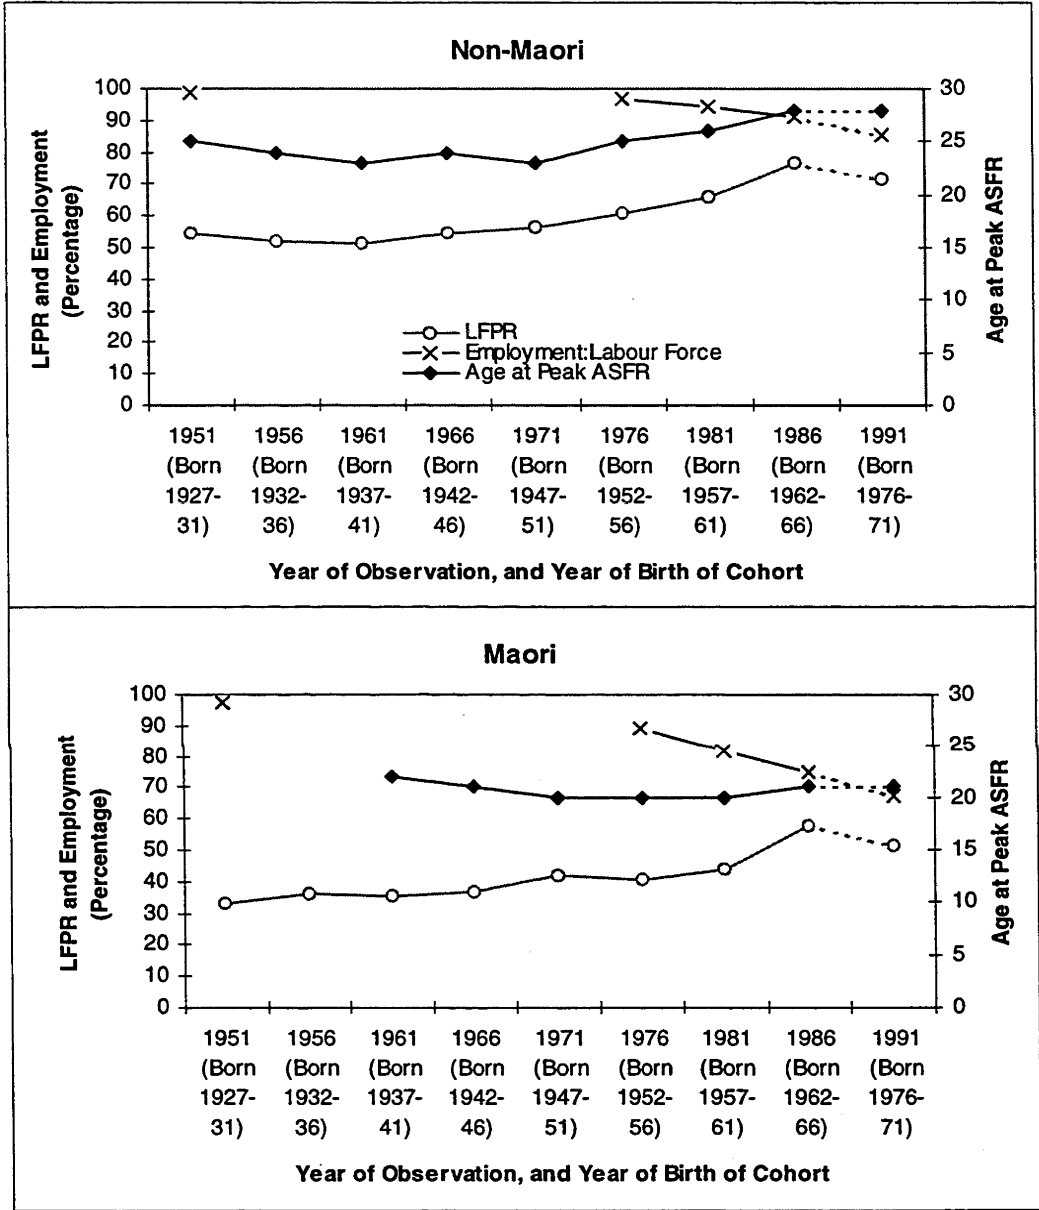 Non-Maori
100
90
80
70
60
50
40
30
20
10
0
LFPR and Employment
(Percentage)
30
25
20
15
10
5
0
Age at Peak ASFR
LFPR
Employment:Labour Force
Age at Peak ASFR
1951 1956 1961 1966 1971 1976 1981 1986 1991
(Born (Born (Born (Born (Born (Born (Born (Born (Born
1927- 1932- 1937- 1942- 1947- 1952- 1957- 1962- 1976-
31) 36) 41) 46) 51) 56) 61) 66) 71)
Year of Observation, and Year of Birth of Cohort
Maori
100
90
80
70
60
50
40
30
20
10
0
LFPR and Employment
(Percentage)
30
25
20
15
10
5
0
Age at Peak ASFR
1951 1956 1961 1966 1971 1976 1981 1986 1991
(Born (Born (Born (Born (Born (Born (Born (Born (Born
1927- 1932- 1937- 1942- 1947- 1952- 1957- 1962- 1976-
31) 36) 41) 46) 51) 56) 61) 66) 71)
Year of Observation, and Year of Birth of Cohort